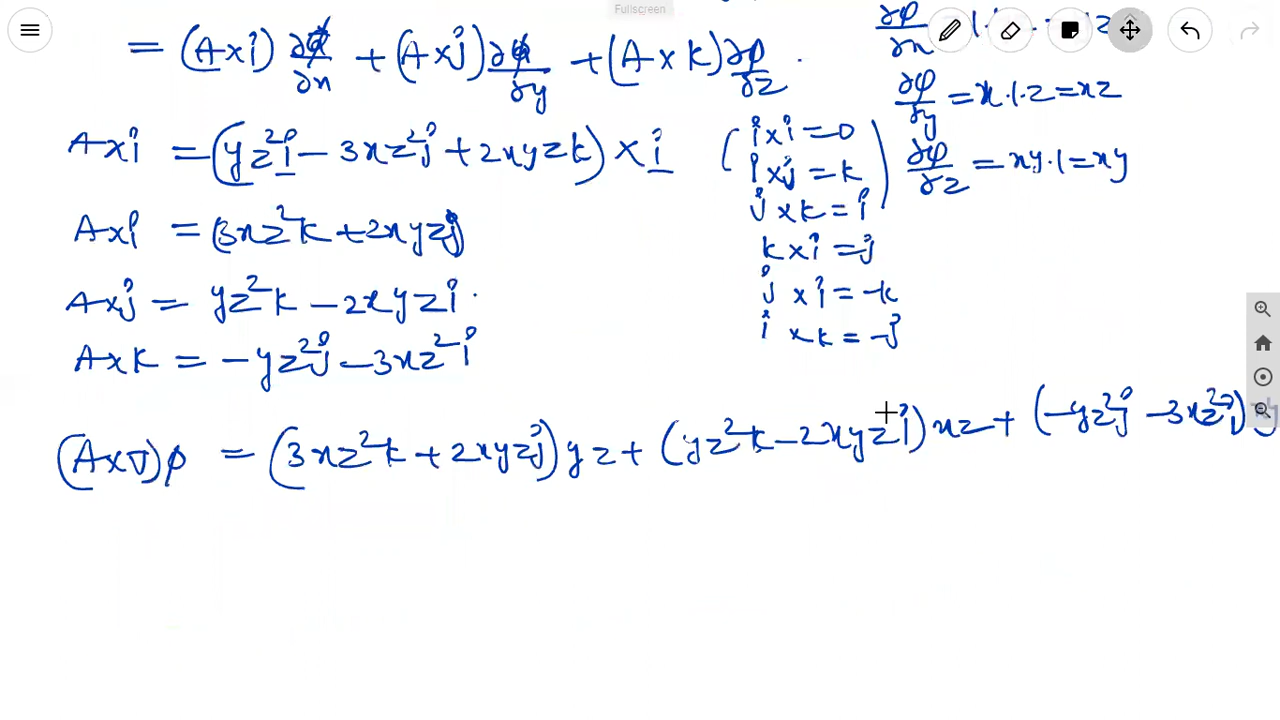 Fullscreen
= (A×i) ∂φ/∂x + (A×j) ∂φ/∂y + (A×k) ∂φ/∂z .
∂φ/∂y = x·1·z = xz
A×i = (yz²i − 3xz²j + 2xyzk) × i
(i×i = 0
i×j = k)
∂φ/∂z = xy·1 = xy
j×k = i
A×i = (3xz²k + 2xyzj)
k×i = j
A×j = yz²k − 2xyzi .
j×i = −k
i×k = −j
A×k = −yz²j − 3xz²i
(A×∇)φ = (3xz²k + 2xyzj) yz + (yz²k − 2xyzi) xz + (−yz²j − 3xz²i)